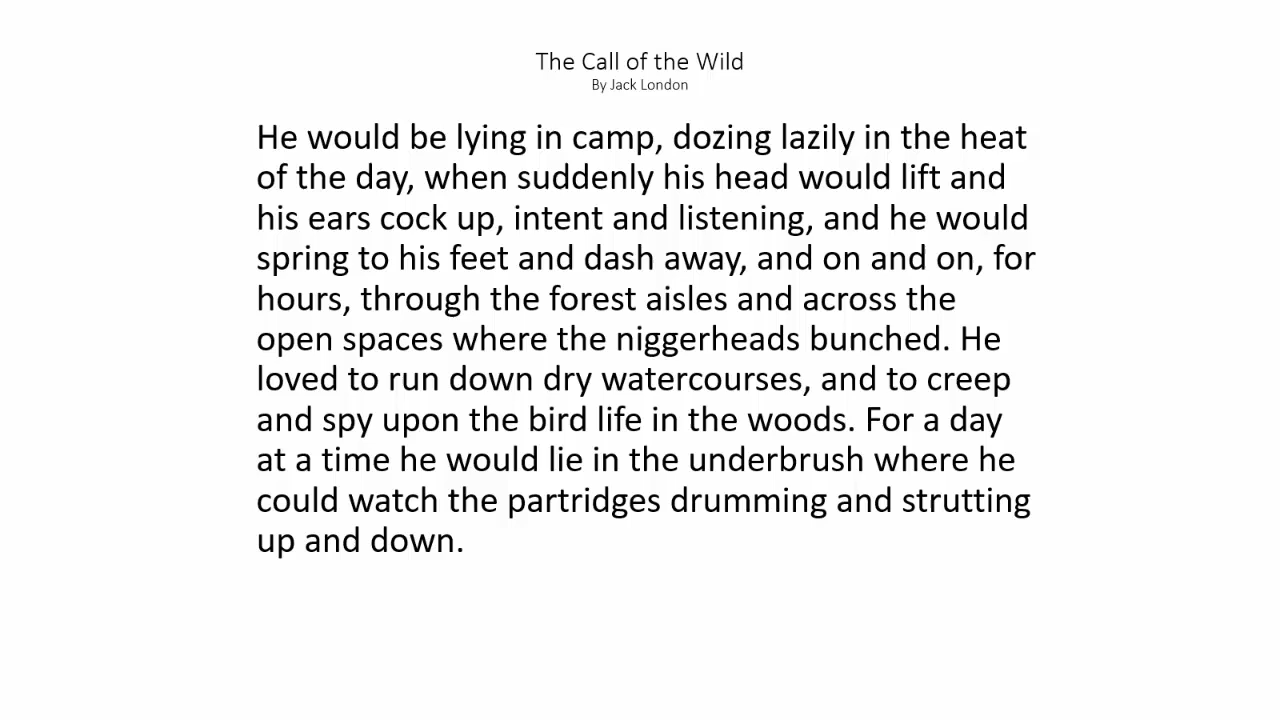 The Call of the Wild
By Jack London
He would be lying in camp, dozing lazily in the heat
of the day, when suddenly his head would lift and
his ears cock up, intent and listening, and he would
spring to his feet and dash away, and on and on, for
hours, through the forest aisles and across the
open spaces where the niggerheads bunched. He
loved to run down dry watercourses, and to creep
and spy upon the bird life in the woods. For a day
at a time he would lie in the underbrush where he
could watch the partridges drumming and strutting
up and down.